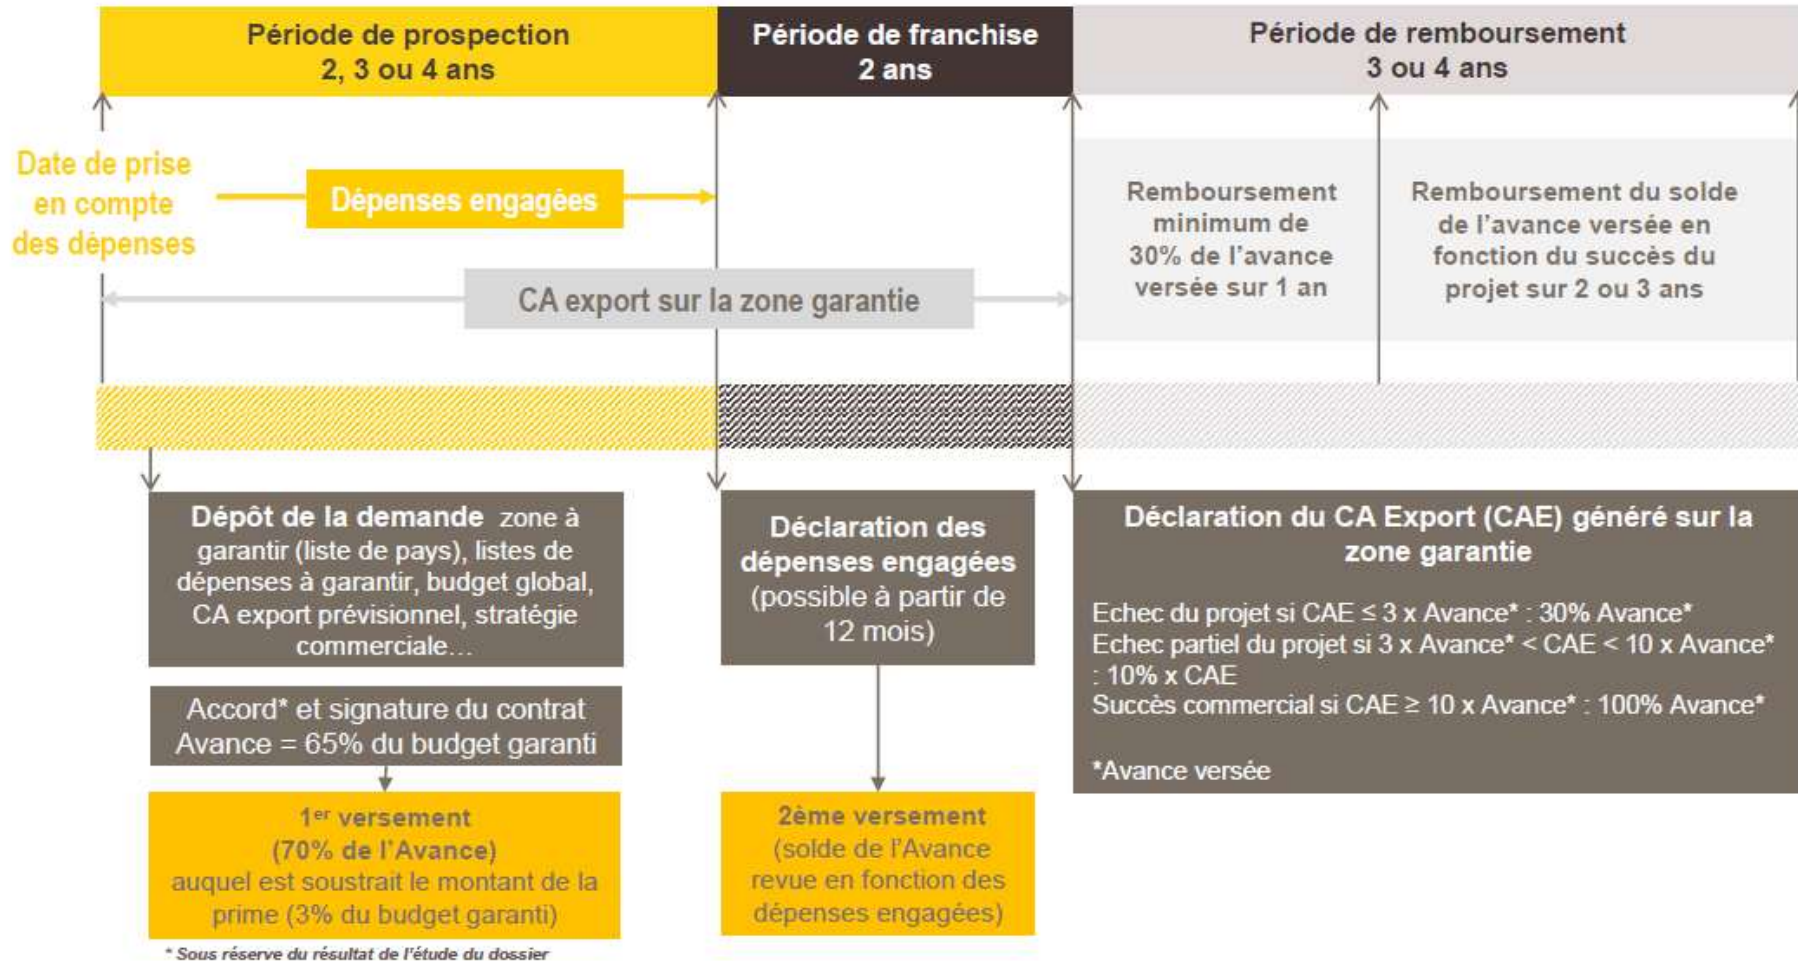 Période de prospection
2, 3 ou 4 ans
Période de franchise
2 ans
Période de remboursement
3 ou 4 ans
Date de prise
en compte
des dépenses
Dépenses engagées
CA export sur la zone garantie
Remboursement
minimum de
30% de l'avance
versée sur 1 an
Remboursement du solde
de l'avance versée en
fonction du succès du
projet sur 2 ou 3 ans
Dépôt de la demande zone à
garantir (liste de pays), listes de
dépenses à garantir, budget global,
CA export prévisionnel, stratégie
commerciale…
Accord* et signature du contrat
Avance = 65% du budget garanti
1er versement
(70% de l'Avance)
auquel est soustrait le montant de la
prime (3% du budget garanti)
* Sous réserve du résultat de l'étude du dossier
Déclaration des
dépenses engagées
(possible à partir de
12 mois)
2ème versement
(solde de l'Avance
revue en fonction des
dépenses engagées)
Déclaration du CA Export (CAE) généré sur la
zone garantie
Echec du projet si CAE ≤ 3 x Avance* : 30% Avance*
Echec partiel du projet si 3 x Avance* < CAE < 10 x Avance*
: 10% x CAE
Succès commercial si CAE ≥ 10 x Avance* : 100% Avance*
*Avance versée